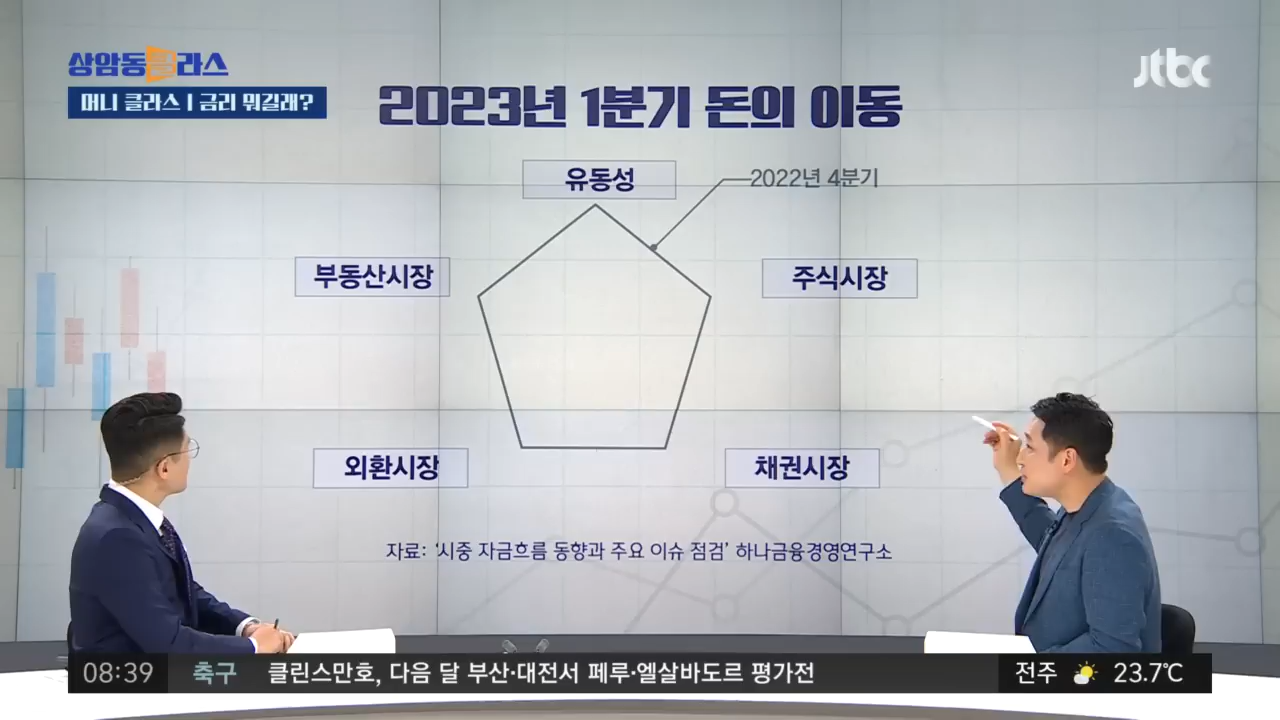 상암동클라스
jtbc
머니 클라스 | 금리 뭐길래?
2023년 1분기 돈의 이동
유동성
2022년 4분기
부동산시장
주식시장
외환시장
채권시장
자료: '시중 자금흐름 동향과 주요 이슈 점검' 하나금융경영연구소
08:39 축구 클린스만호, 다음 달 부산·대전서 페루·엘살바도르 평가전 전주 23.7℃